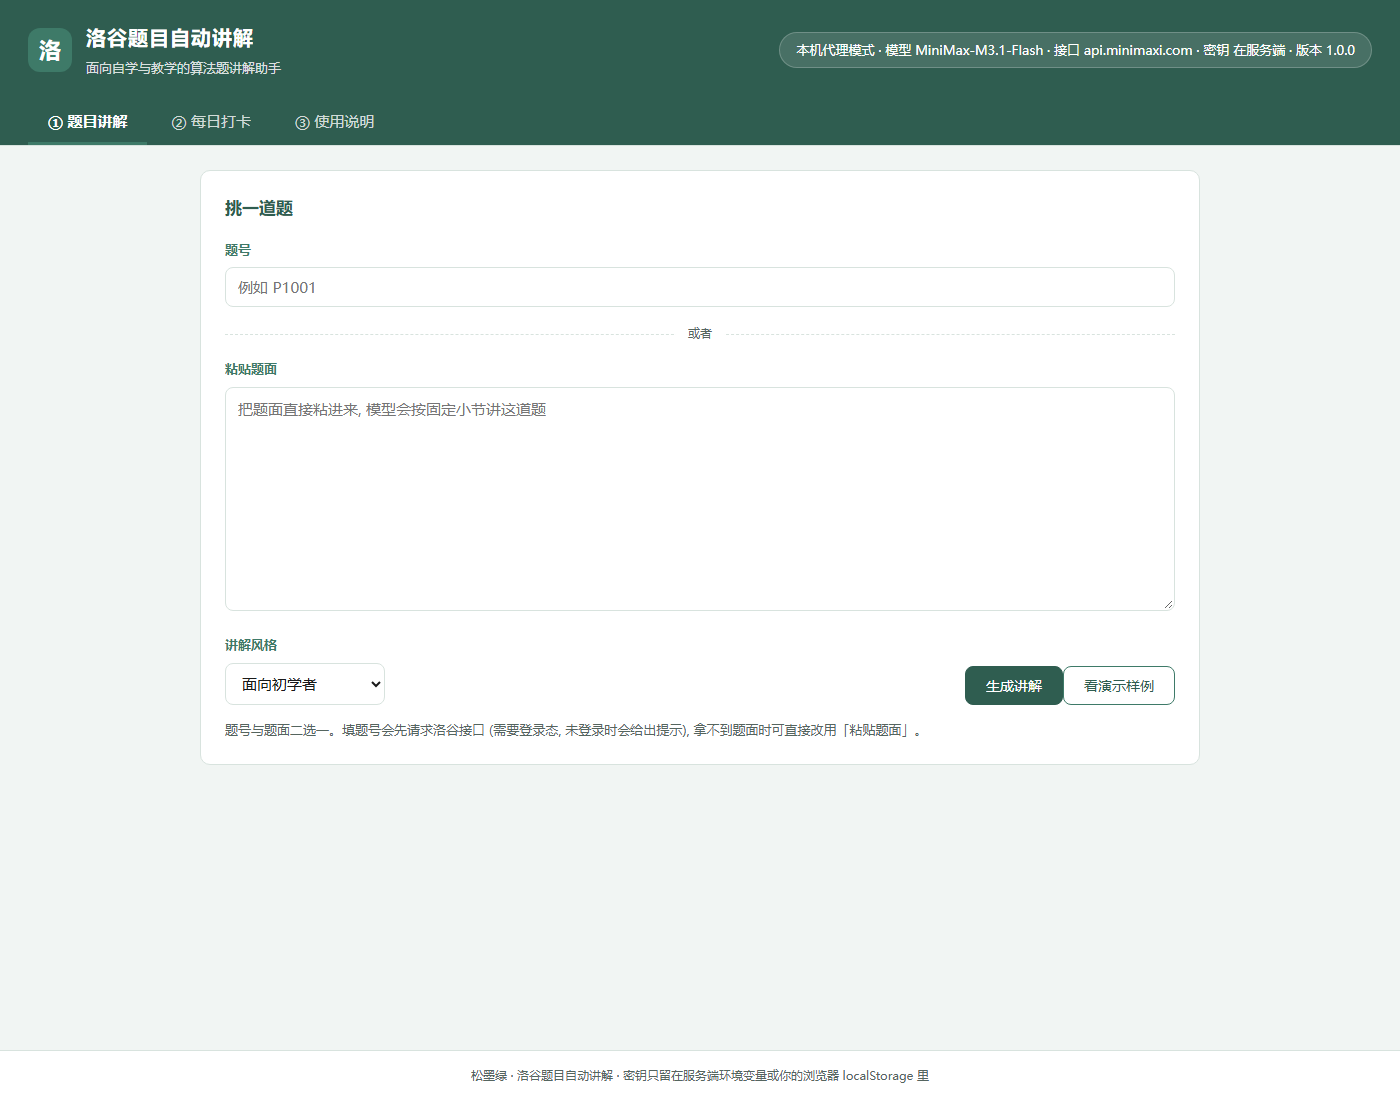 洛
洛谷题目自动讲解
面向自学与教学的算法题讲解助手
本机代理模式 · 模型 MiniMax-M3.1-Flash · 接口 api.minimaxi.com · 密钥 在服务端 · 版本 1.0.0
① 题目讲解
② 每日打卡
③ 使用说明
挑一道题
题号
例如 P1001
或者
粘贴题面
把题面直接粘进来, 模型会按固定小节讲这道题
讲解风格
面向初学者
生成讲解
看演示样例
题号与题面二选一。填题号会先请求洛谷接口 (需要登录态, 未登录时会给出提示), 拿不到题面时可直接改用「粘贴题面」。
松墨绿 · 洛谷题目自动讲解 · 密钥只留在服务端环境变量或你的浏览器 localStorage 里